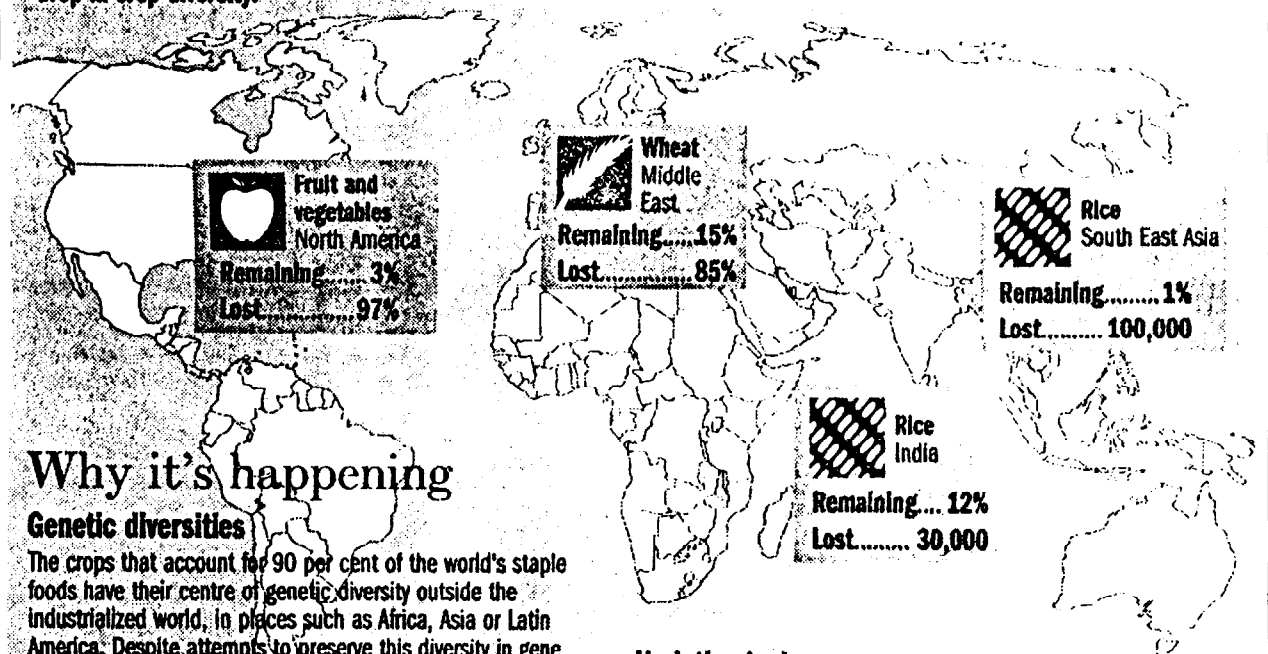 Fruit and
vegetables
North America
Remaining...... 3%
Lost................ 97%
Wheat
Middle
East
Remaining.....15%
Lost..............85%
Rice
South East Asia
Remaining.........1%
Lost.......... 100,000
Rice
India
Remaining.... 12%
Lost......... 30,000
Why it's happening
Genetic diversities
The crops that account for 90 per cent of the world's staple
foods have their centre of genetic diversity outside the
industrialized world, in places such as Africa, Asia or Latin
America. Despite attempts to preserve this diversity in gene